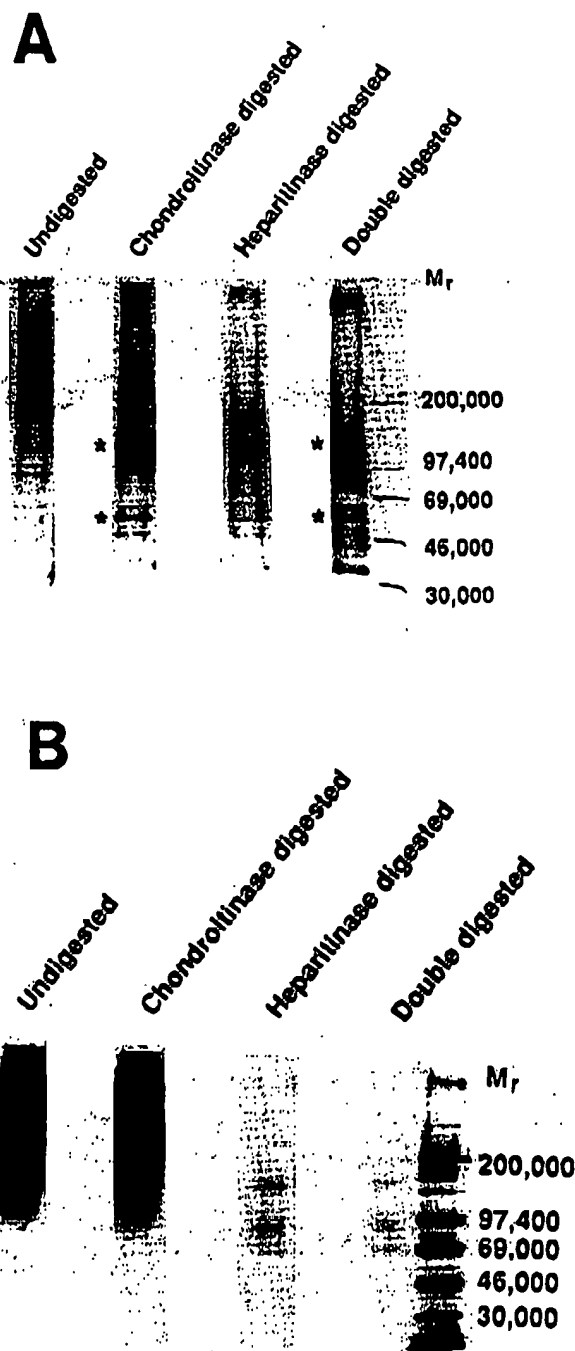 A
Undigested
Chondroitinase digested
Heparitinase digested
Double digested
Mr
200,000
*
*
97,400
69,000
*
*
46,000
30,000
B
Undigested
Chondroitinase digested
Heparitinase digested
Double digested
Mr
200,000
97,400
69,000
46,000
30,000